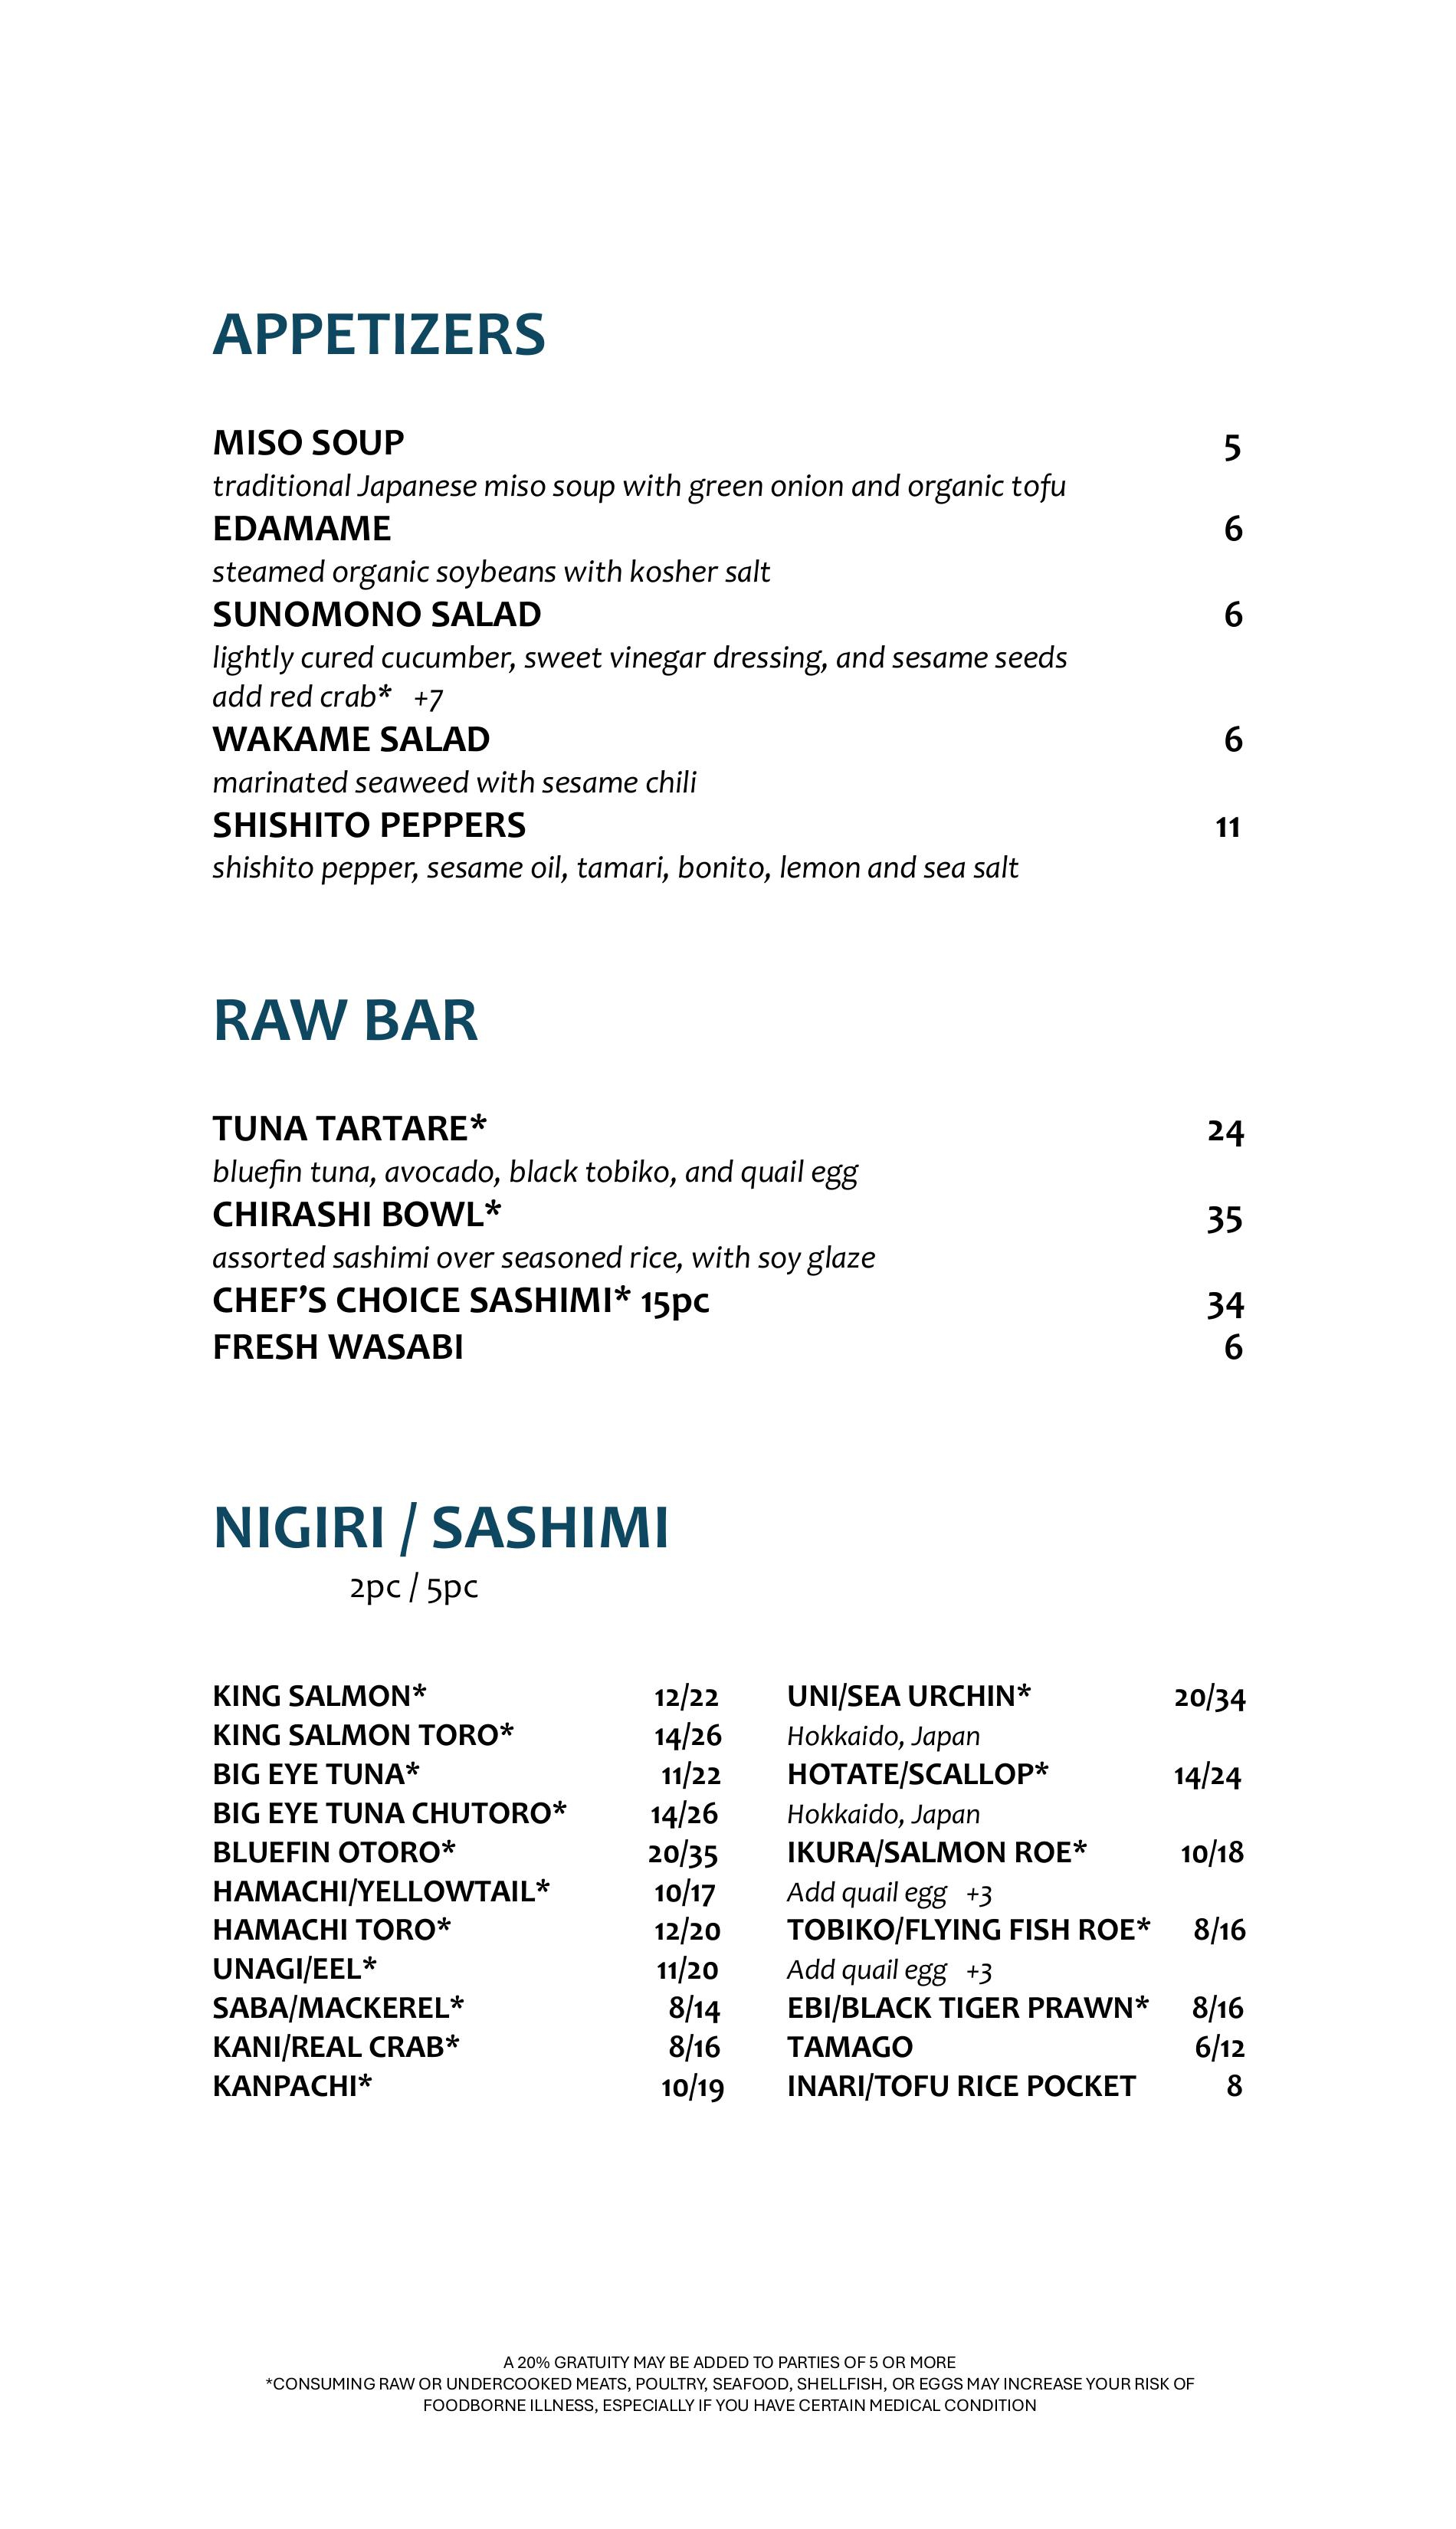 APPETIZERS
MISO SOUP 5
traditional Japanese miso soup with green onion and organic tofu
EDAMAME 6
steamed organic soybeans with kosher salt
SUNOMONO SALAD 6
lightly cured cucumber, sweet vinegar dressing, and sesame seeds
add red crab* +7
WAKAME SALAD 6
marinated seaweed with sesame chili
SHISHITO PEPPERS 11
shishito pepper, sesame oil, tamari, bonito, lemon and sea salt
RAW BAR
TUNA TARTARE* 24
bluefin tuna, avocado, black tobiko, and quail egg
CHIRASHI BOWL* 35
assorted sashimi over seasoned rice, with soy glaze
CHEF’S CHOICE SASHIMI* 15pc 34
FRESH WASABI 6
NIGIRI / SASHIMI
2pc / 5pc
KING SALMON* 12/22
KING SALMON TORO* 14/26
BIG EYE TUNA* 11/22
BIG EYE TUNA CHUTORO* 14/26
BLUEFIN OTORO* 20/35
HAMACHI/YELLOWTAIL* 10/17
HAMACHI TORO* 12/20
UNAGI/EEL* 11/20
SABA/MACKEREL* 8/14
KANI/REAL CRAB* 8/16
KANPACHI* 10/19
UNI/SEA URCHIN* 20/34
Hokkaido, Japan
HOTATE/SCALLOP* 14/24
Hokkaido, Japan
IKURA/SALMON ROE* 10/18
Add quail egg +3
TOBIKO/FLYING FISH ROE* 8/16
Add quail egg +3
EBI/BLACK TIGER PRAWN* 8/16
TAMAGO 6/12
INARI/TOFU RICE POCKET 8
A 20% GRATUITY MAY BE ADDED TO PARTIES OF 5 OR MORE
*CONSUMING RAW OR UNDERCOOKED MEATS, POULTRY, SEAFOOD, SHELLFISH, OR EGGS MAY INCREASE YOUR RISK OF
FOODBORNE ILLNESS, ESPECIALLY IF YOU HAVE CERTAIN MEDICAL CONDITION